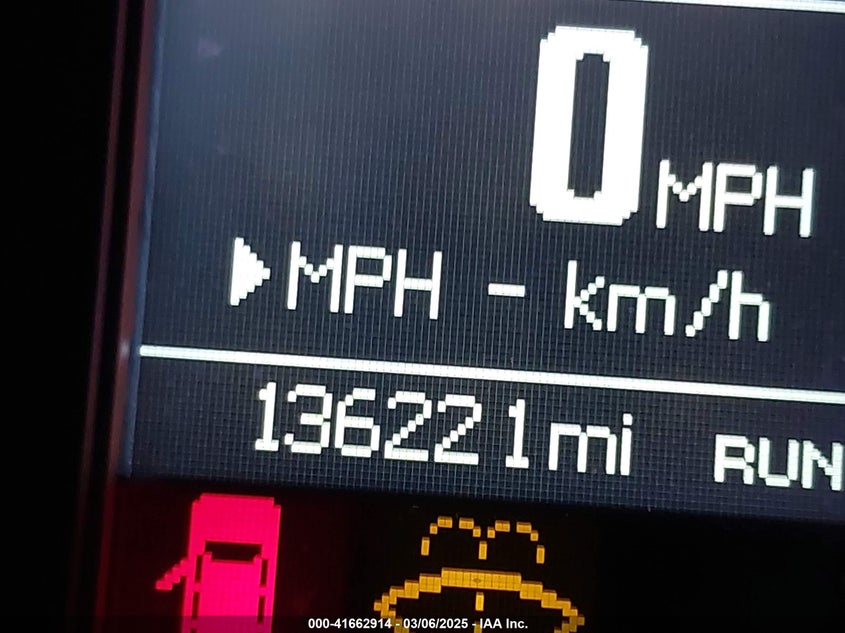 0 MPH
MPH - km/h
136221 mi RUN
000-41662914 - 03/06/2025 - IAA Inc.